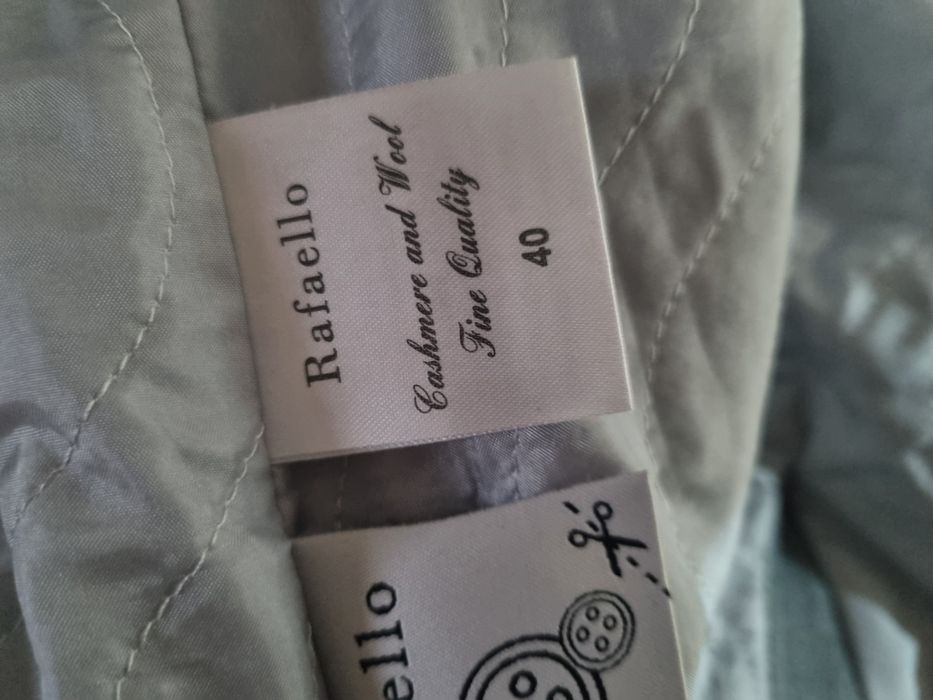 Rafaello
Cashmere and Wool
Fine Quality
40
ello